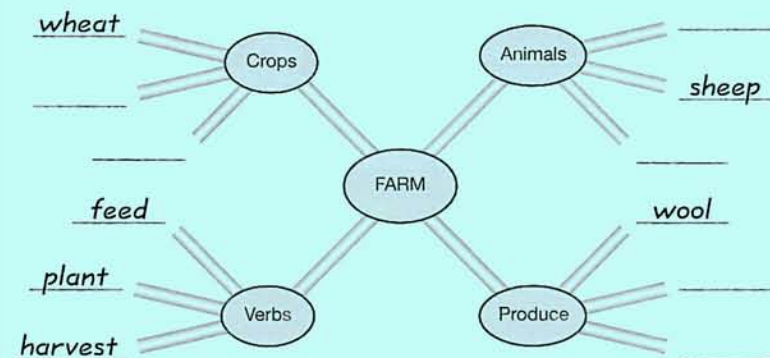 wheat
Crops
Animals
sheep
FARM
feed
wool
plant
Verbs
Produce
harvest